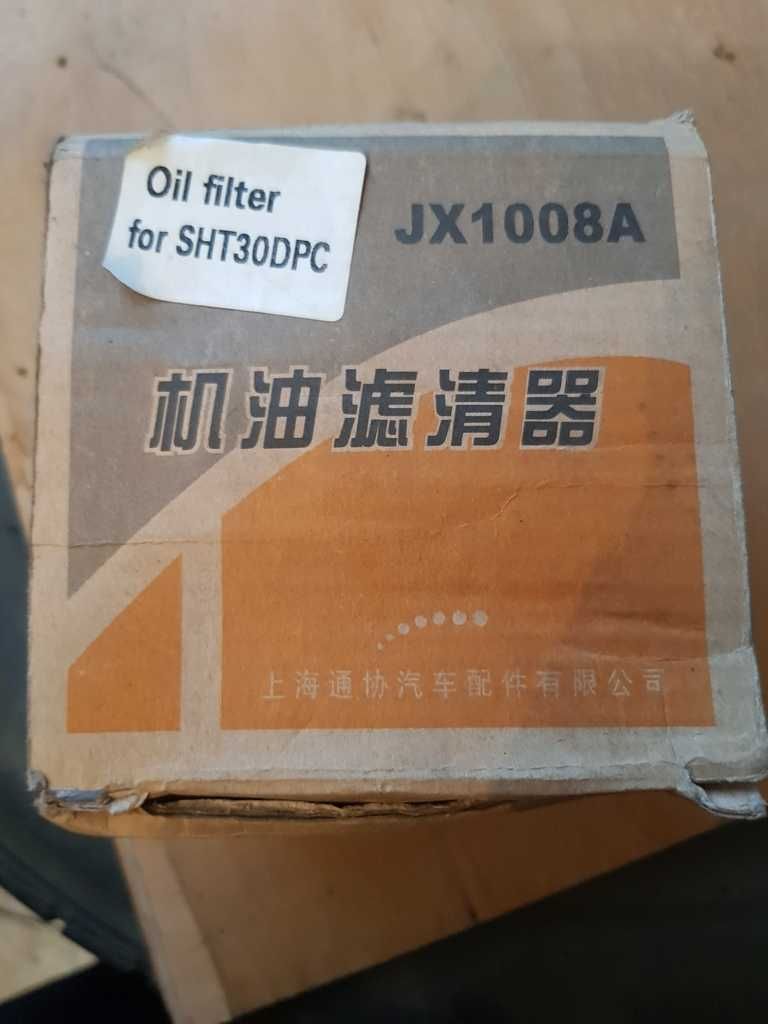 Oil filter
for SHT30DPC
JX1008A
机油滤清器
上海通协汽车配件有限公司